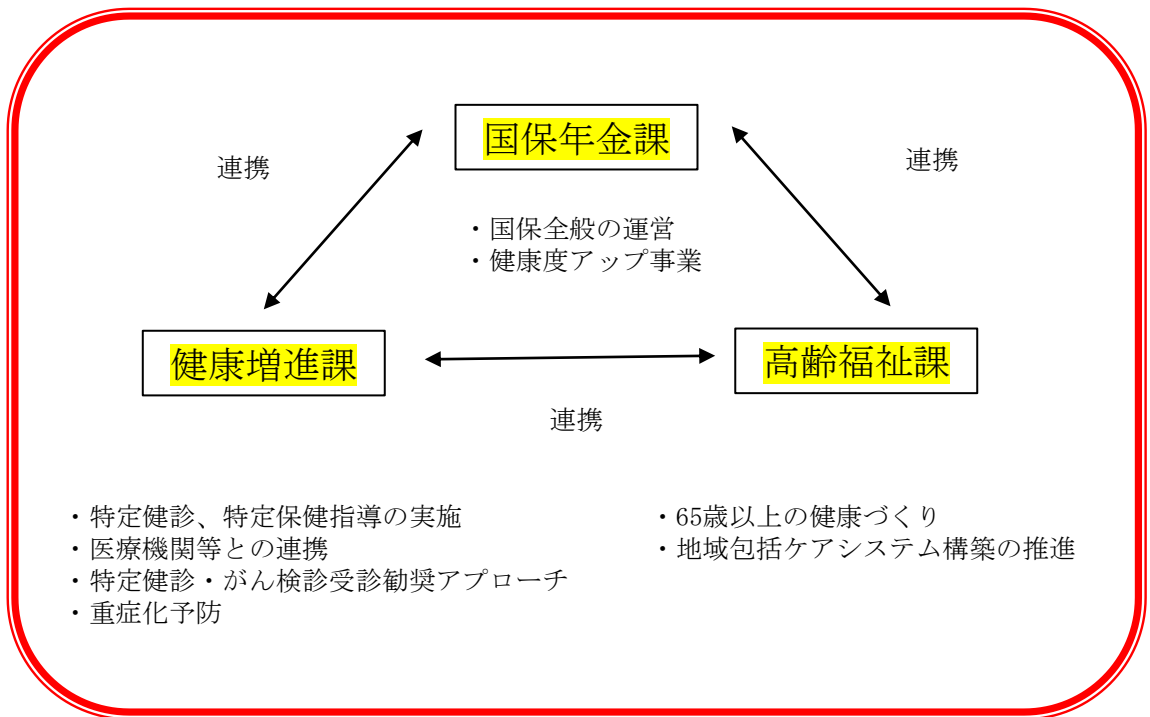 国保年金課
連携
連携
・国保全般の運営
・健康度アップ事業
健康増進課
高齢福祉課
連携
・特定健診、特定保健指導の実施
・医療機関等との連携
・特定健診・がん検診受診勧奨アプローチ
・重症化予防
・65歳以上の健康づくり
・地域包括ケアシステム構築の推進